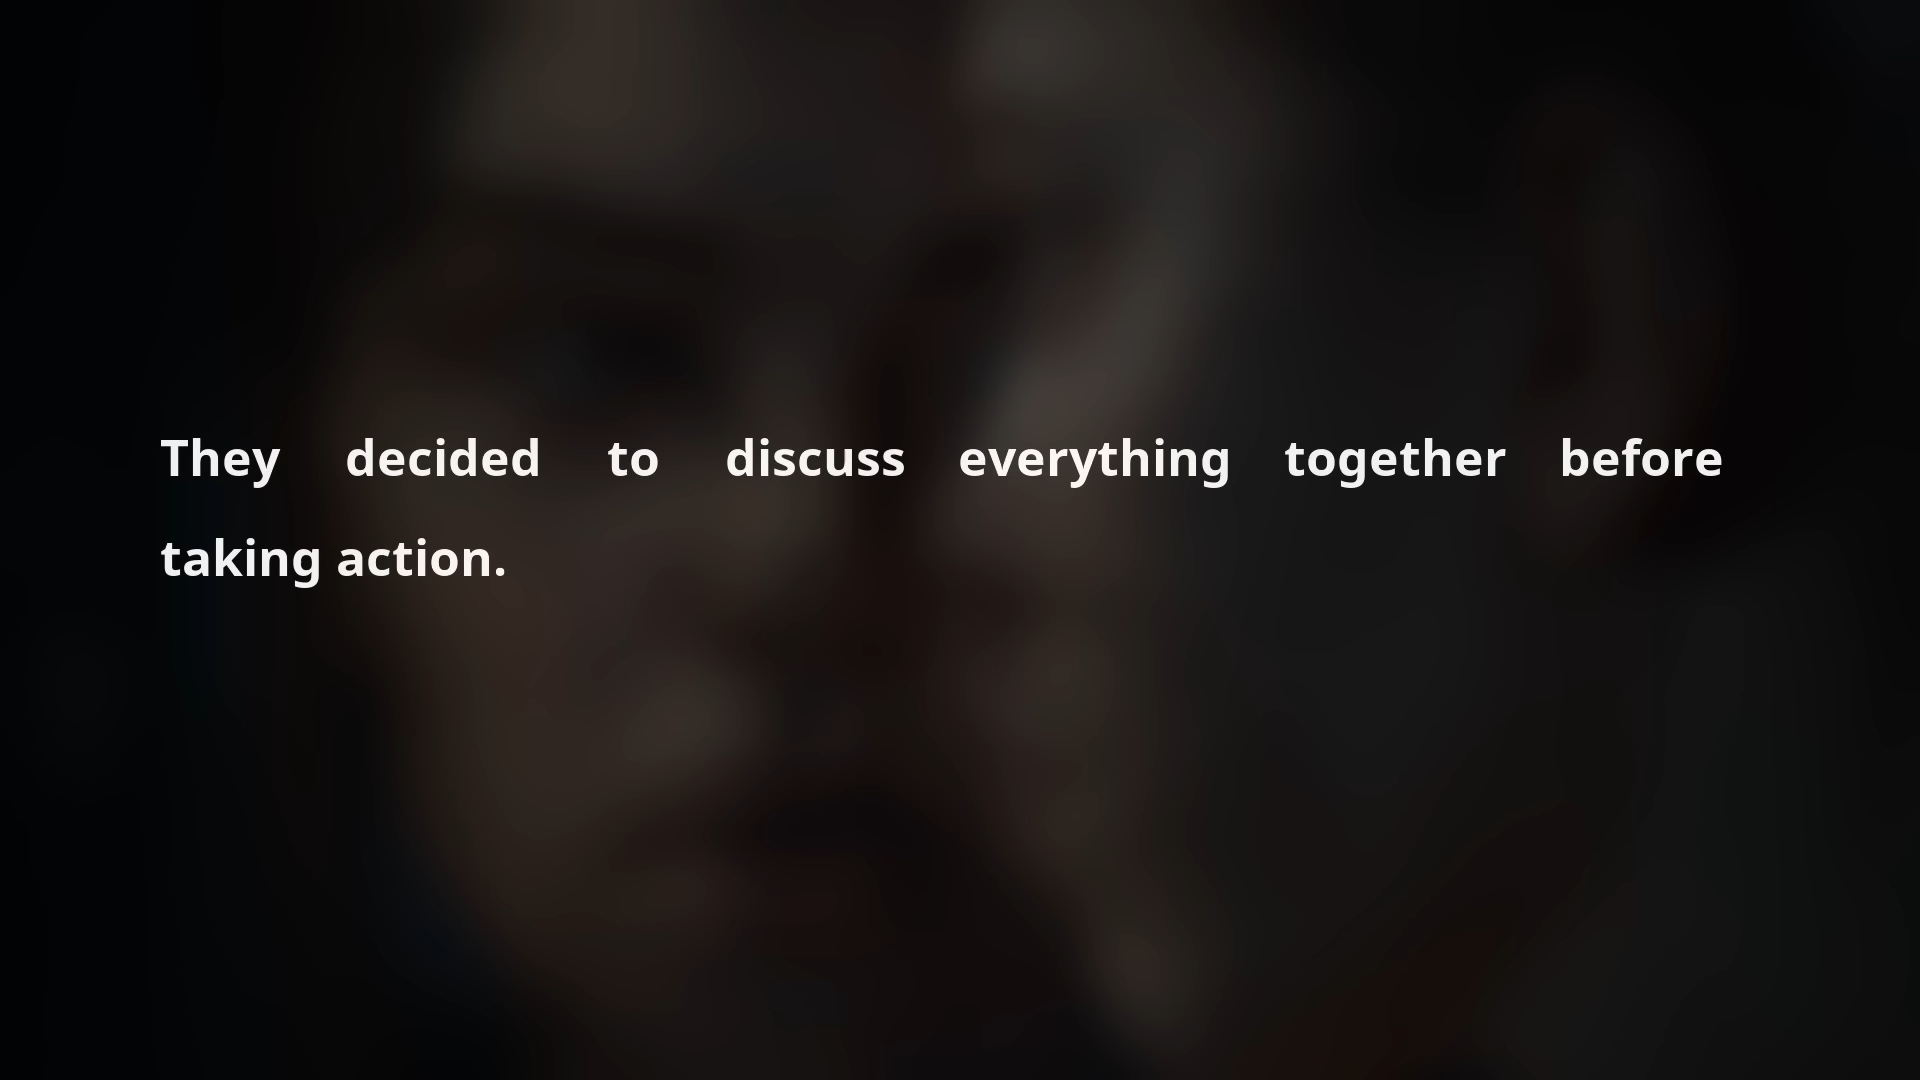 They decided to discuss everything together before
taking action.